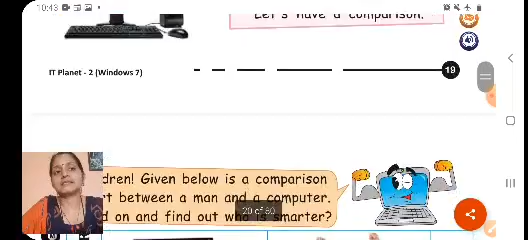 10:43
Let's have a comparison.
IT Planet - 2 (Windows 7)
19
dren! Given below is a comparison
t between a man and a computer.
d on and find out who is smarter?
20 of 80